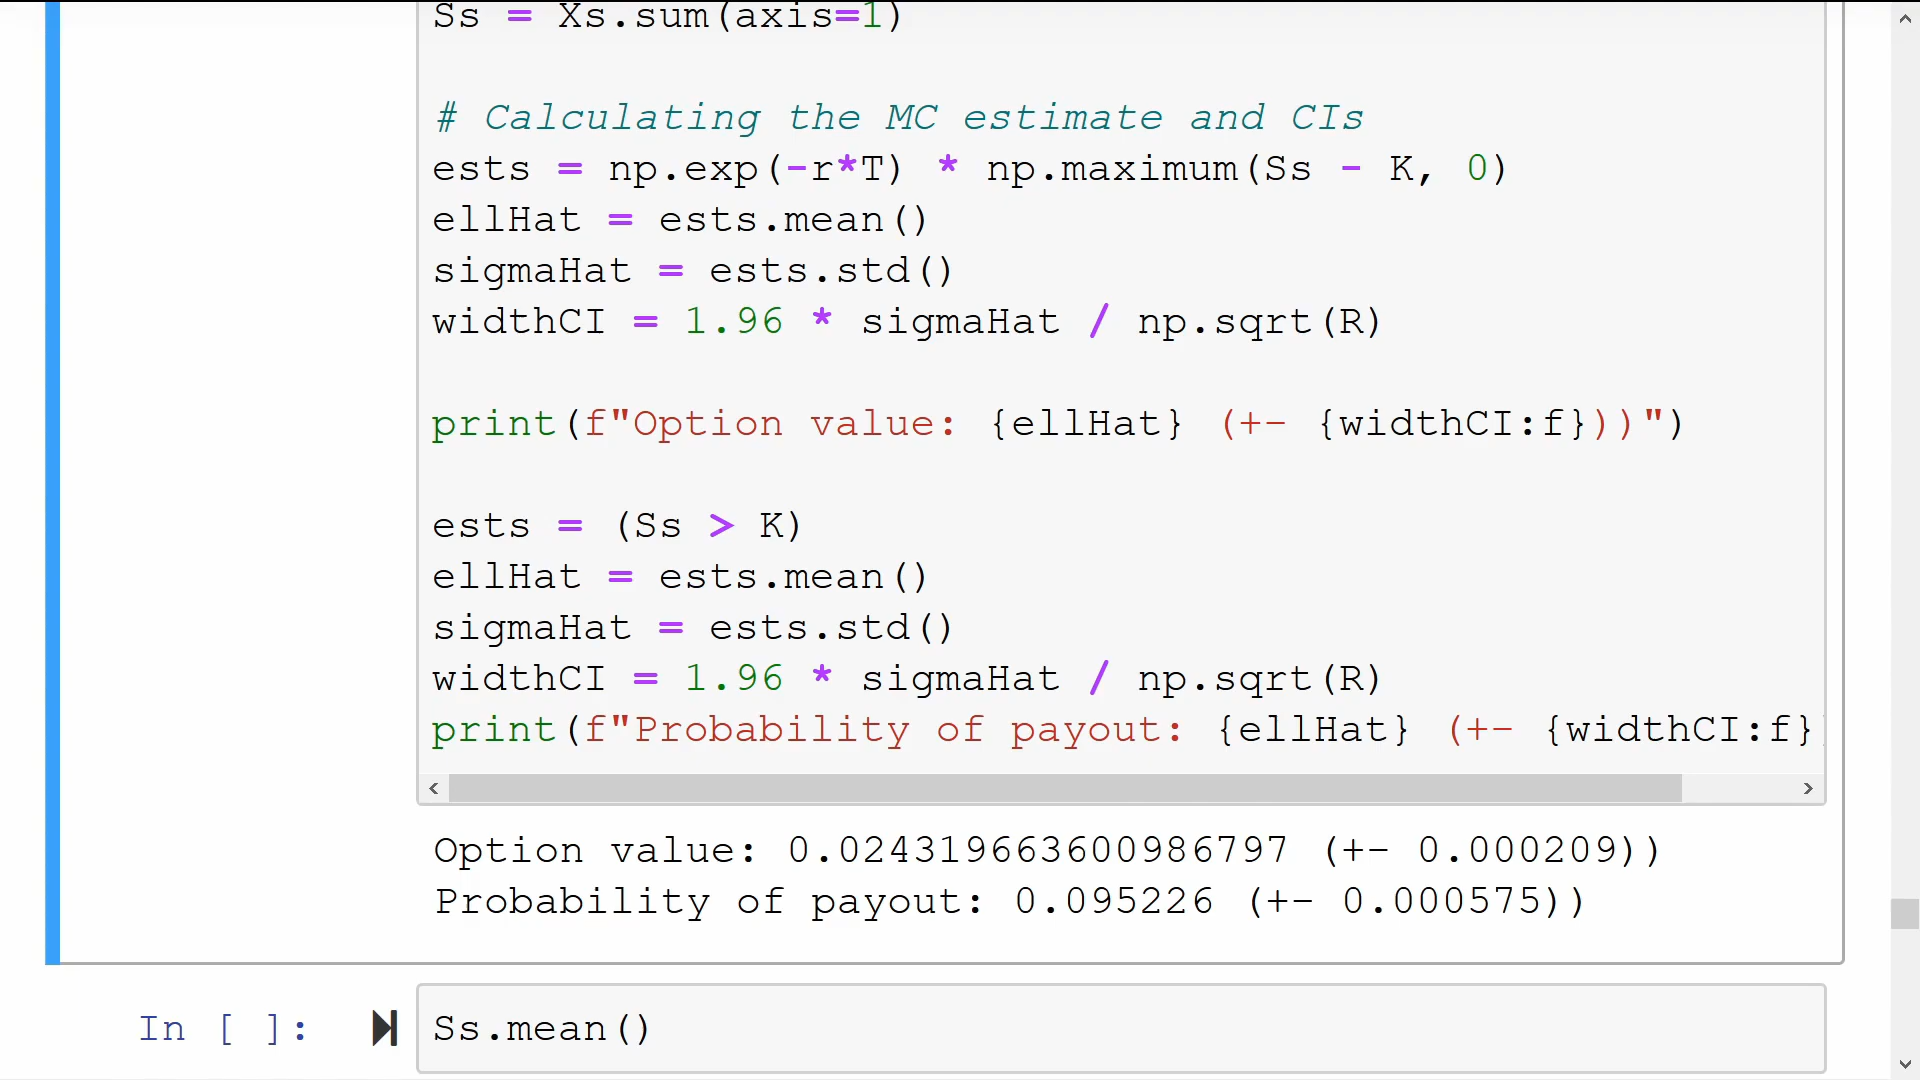 Ss = Xs.sum(axis=1)
# Calculating the MC estimate and CIs
ests = np.exp(-r*T) * np.maximum(Ss - K, 0)
ellHat = ests.mean()
sigmaHat = ests.std()
widthCI = 1.96 * sigmaHat / np.sqrt(R)
print(f"Option value: {ellHat} (+- {widthCI:f}))")
ests = (Ss > K)
ellHat = ests.mean()
sigmaHat = ests.std()
widthCI = 1.96 * sigmaHat / np.sqrt(R)
print(f"Probability of payout: {ellHat} (+- {widthCI:f}
Option value: 0.024319663600986797 (+- 0.000209))
Probability of payout: 0.095226 (+- 0.000575))
In [ ]: Ss.mean()